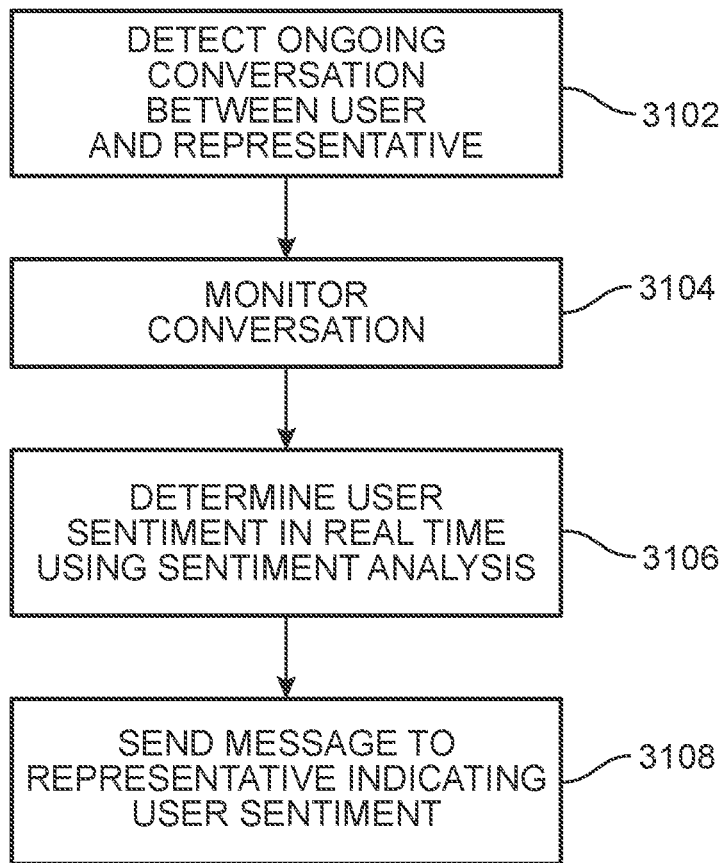 DETECT ONGOING
CONVERSATION
BETWEEN USER
AND REPRESENTATIVE
3102
MONITOR
CONVERSATION
3104
DETERMINE USER
SENTIMENT IN REAL TIME
USING SENTIMENT ANALYSIS
3106
SEND MESSAGE TO
REPRESENTATIVE INDICATING
USER SENTIMENT
3108